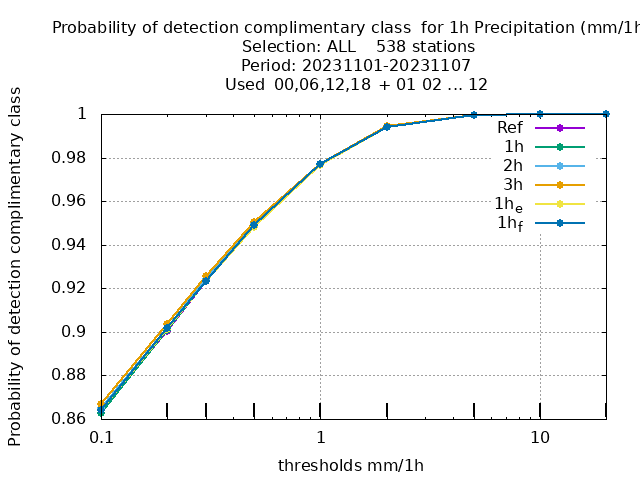 Probability of detection complimentary class  for 1h Precipitation (mm/1h
Selection: ALL    538 stations
Period: 20231101-20231107
Used  00,06,12,18  + 01 02 ... 12
Probability of detection complimentary class
1
0.98
0.96
0.94
0.92
0.9
0.88
0.86
Ref
1h
2h
3h
1he
1hf
0.1
1
10
thresholds mm/1h